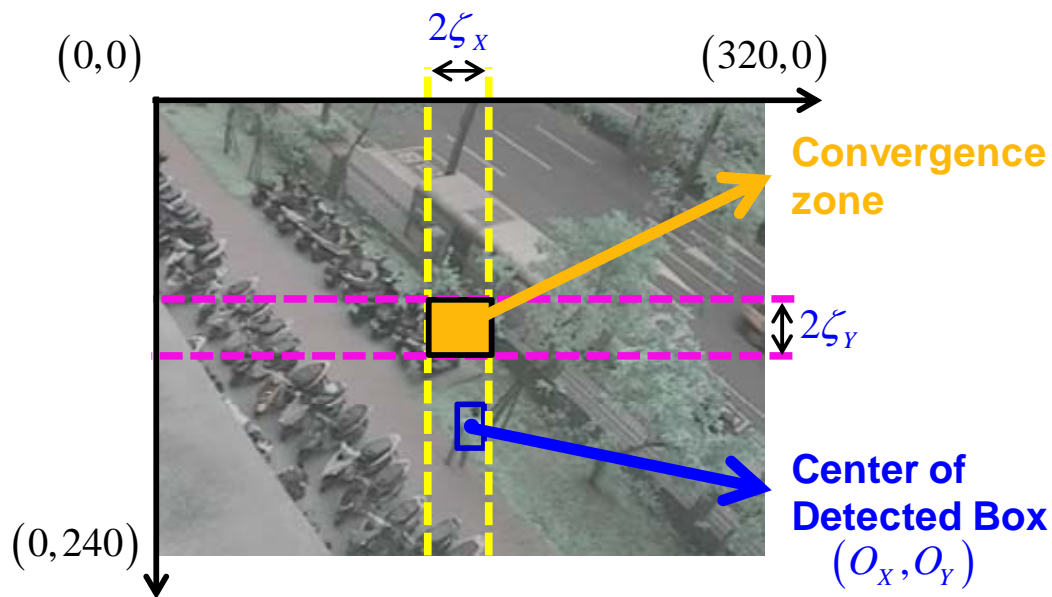 2ζ_X
(0,0)
(320,0)
Convergence
zone
2ζ_Y
Center of
Detected Box
(O_X, O_Y)
(0,240)